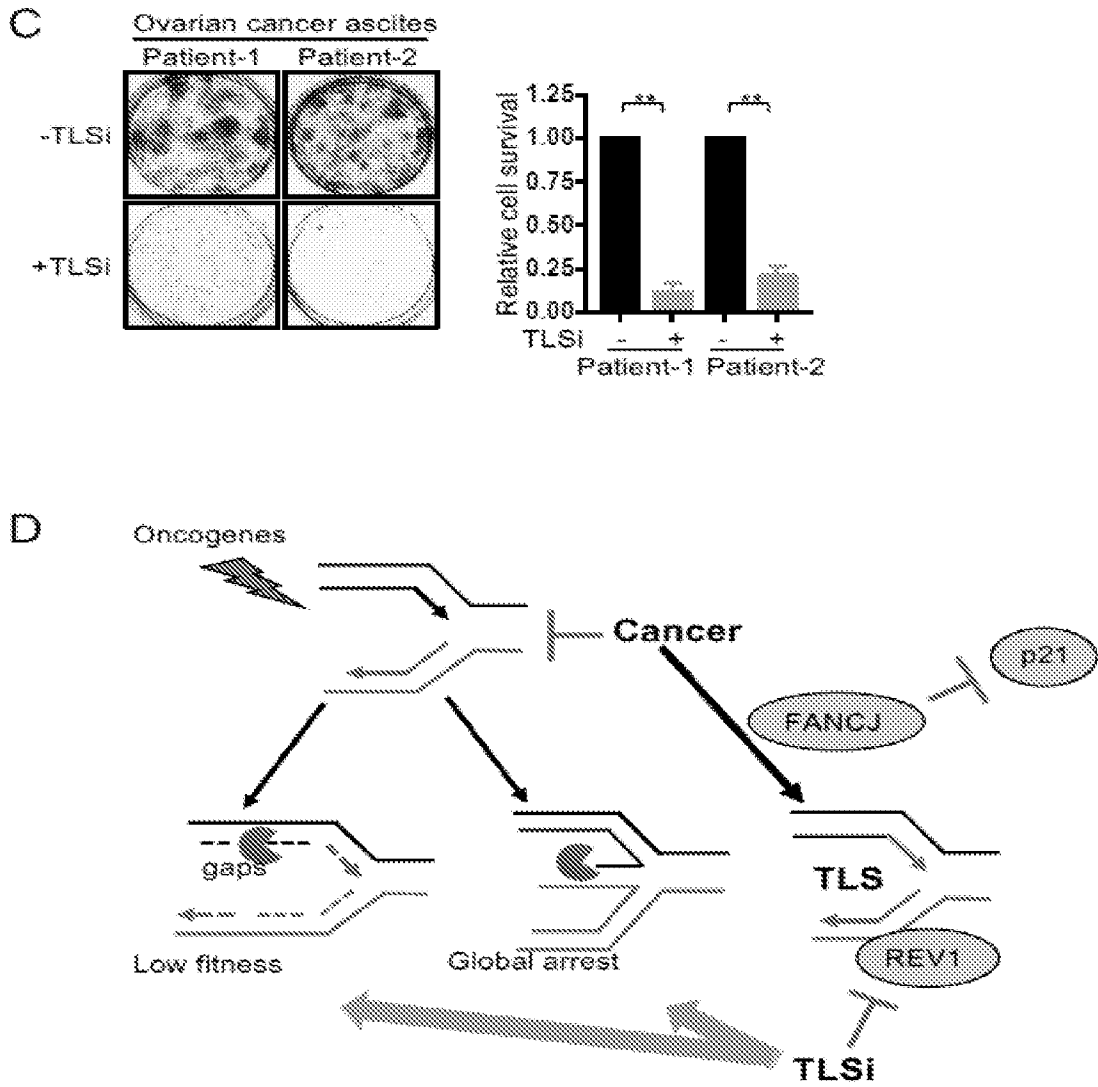 C
Ovarian cancer ascites
Patient-1 Patient-2
-TLSi
+TLSi
Relative cell survival
1.25
1.00
0.75
0.50
0.25
0.00
** **
TLSi - + - +
Patient-1 Patient-2
D
Oncogenes
Cancer
p21
FANCJ
gaps
TLS
Low fitness
Global arrest
REV1
TLSi